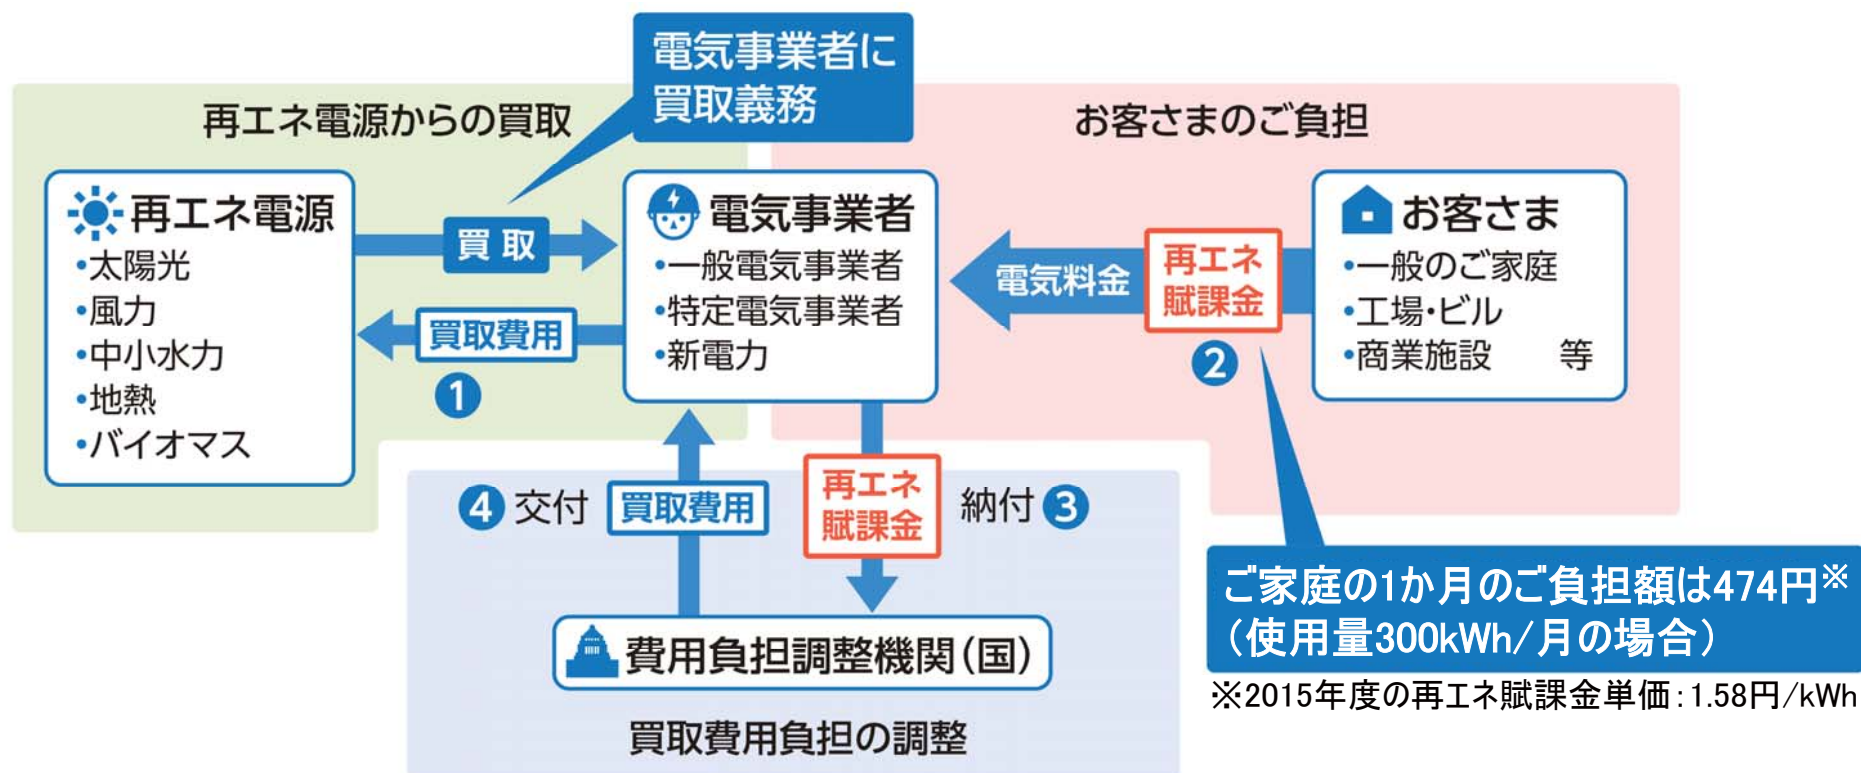 電気事業者に
買取義務
再エネ電源からの買取
お客さまのご負担
再エネ電源
•太陽光
•風力
•中小水力
•地熱
•バイオマス
買取
買取費用
❶
電気事業者
•一般電気事業者
•特定電気事業者
•新電力
電気料金
再エネ
賦課金
❷
お客さま
•一般のご家庭
•工場・ビル
•商業施設 等
❹ 交付
買取費用
再エネ
賦課金
納付 ❸
費用負担調整機関(国)
買取費用負担の調整
ご家庭の1か月のご負担額は474円※
(使用量300kWh/月の場合)
※2015年度の再エネ賦課金単価：1.58円/kWh